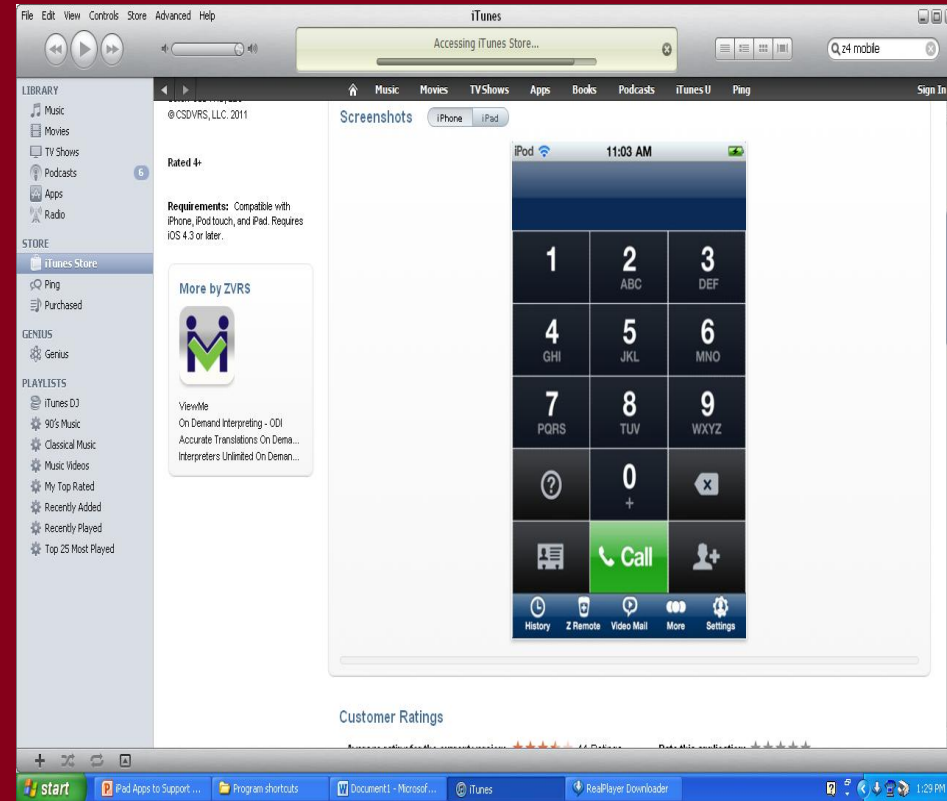 File Edit View Controls Store Advanced Help
iTunes
Accessing iTunes Store...
z4 mobile
LIBRARY
Music
Movies
TV Shows
Podcasts 6
Apps
Radio
STORE
iTunes Store
Ping
Purchased
GENIUS
Genius
PLAYLISTS
iTunes DJ
90's Music
Classical Music
Music Videos
My Top Rated
Recently Added
Recently Played
Top 25 Most Played
Music Movies TV Shows Apps Books Podcasts iTunes U Ping Sign In
© CSDVRS, LLC. 2011
Rated 4+
Requirements: Compatible with
iPhone, iPod touch, and iPad. Requires
iOS 4.3 or later.
More by ZVRS
ViewMe
On Demand Interpreting - ODI
Accurate Translations On Dema...
Interpreters Unlimited On Deman...
Screenshots iPhone iPad
iPod 11:03 AM
1 2 3
ABC DEF
4 5 6
GHI JKL MNO
7 8 9
PQRS TUV WXYZ
? 0 x
+
Call
History Z Remote Video Mail More Settings
Customer Ratings
start iPad Apps to Support ... Program shortcuts Document1 - Microsof... iTunes RealPlayer Downloader 1:29 PM